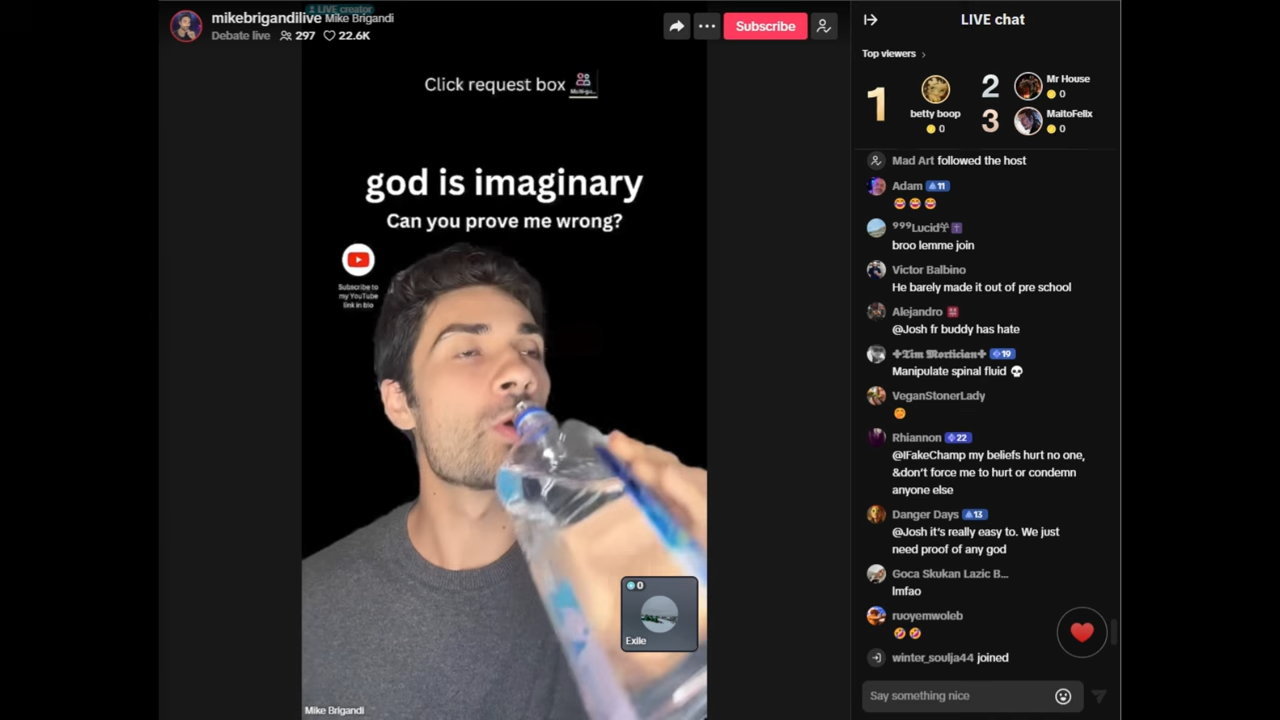 LIVE creator
mikebrigandilive Mike Brigandi
Debate live 297 22.6K
Subscribe
Click request box
god is imaginary
Can you prove me wrong?
Subscribe to
my YouTube
link in bio
0
Exile
Mike Brigandi
LIVE chat
Top viewers
1
betty boop
0
2
Mr House
0
3
MaltoFelix
0
Mad Art followed the host
Adam 11
😂😂😂
⁹⁹⁹Lucid
broo lemme join
Victor Balbino
He barely made it out of pre school
Alejandro
@Josh fr buddy has hate
✢𝕿𝖎𝖒 𝕸𝖔𝖗𝖙𝖎𝖈𝖎𝖆𝖓✢ 19
Manipulate spinal fluid 💀
VeganStonerLady
Rhiannon 22
@IFakeChamp my beliefs hurt no one,
&don't force me to hurt or condemn
anyone else
Danger Days 13
@Josh it's really easy to. We just
need proof of any god
Goca Skukan Lazic B...
lmfao
ruoyemwoleb
🤣🤣
winter_soulja44 joined
Say something nice